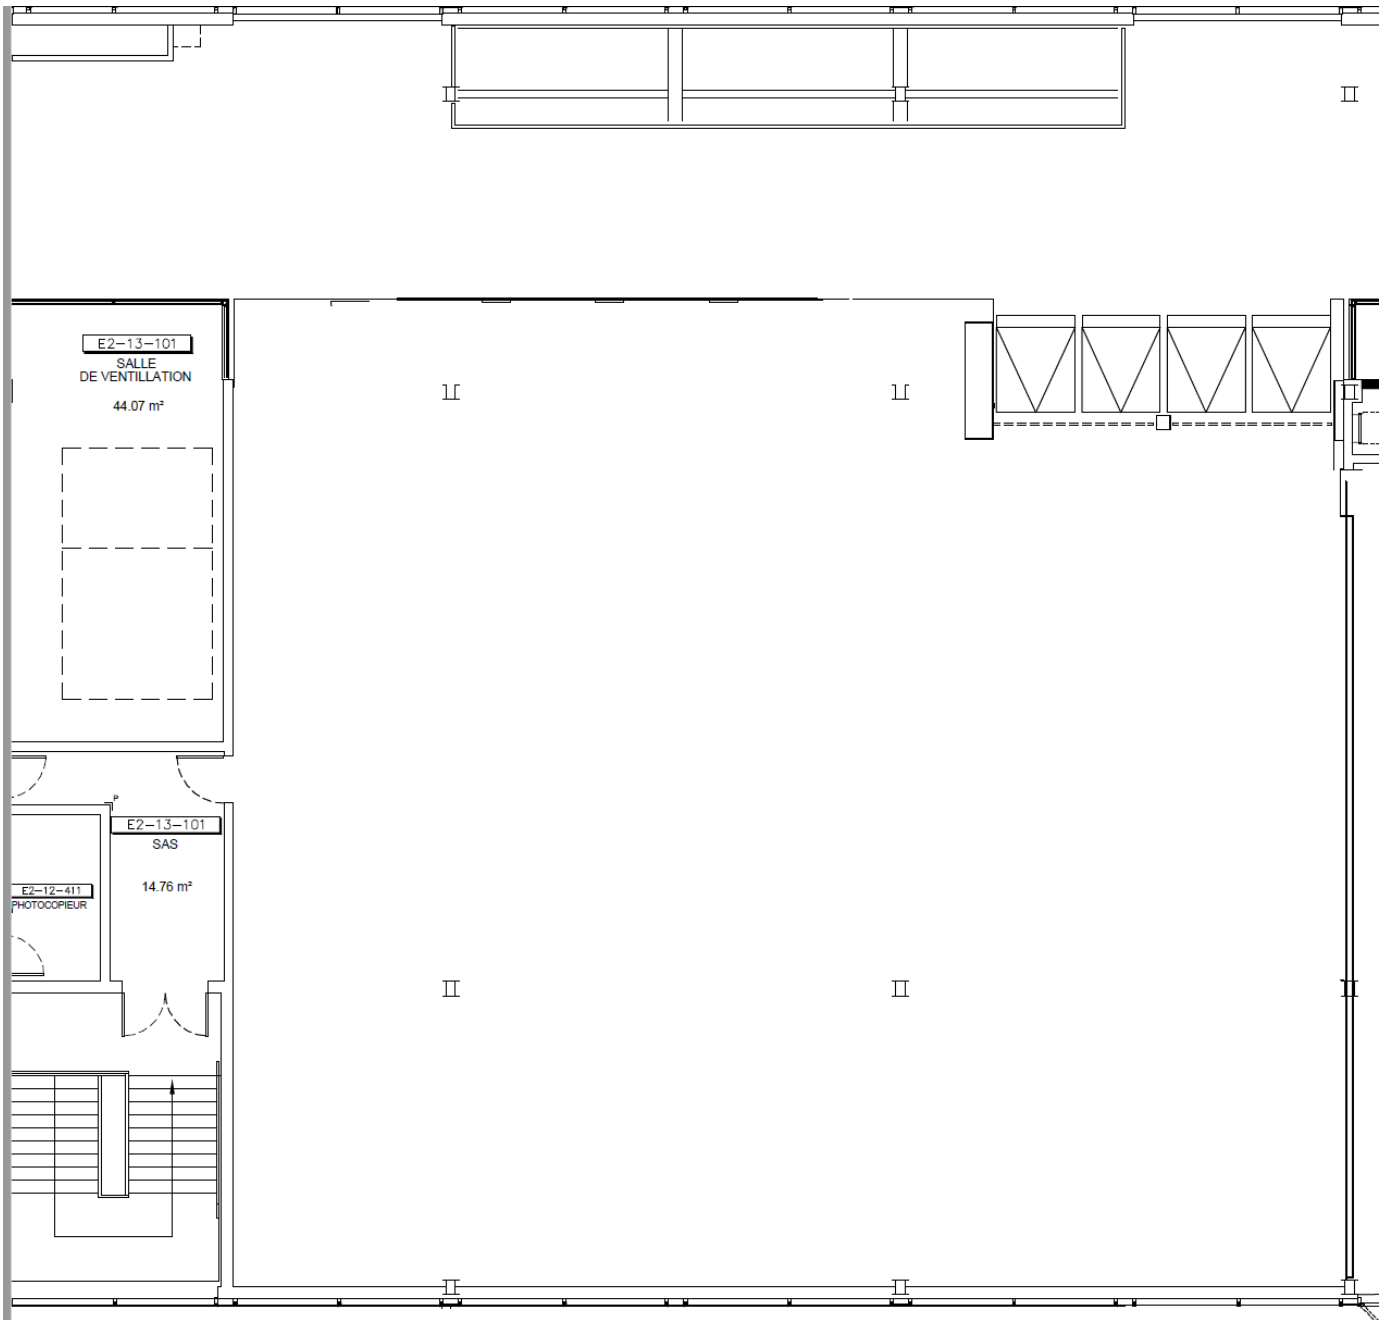 E2-13-101
SALLE
DE VENTILLATION
44.07 m²
P
E2-13-101
SAS
14.76 m²
E2-12-411
PHOTOCOPIEUR